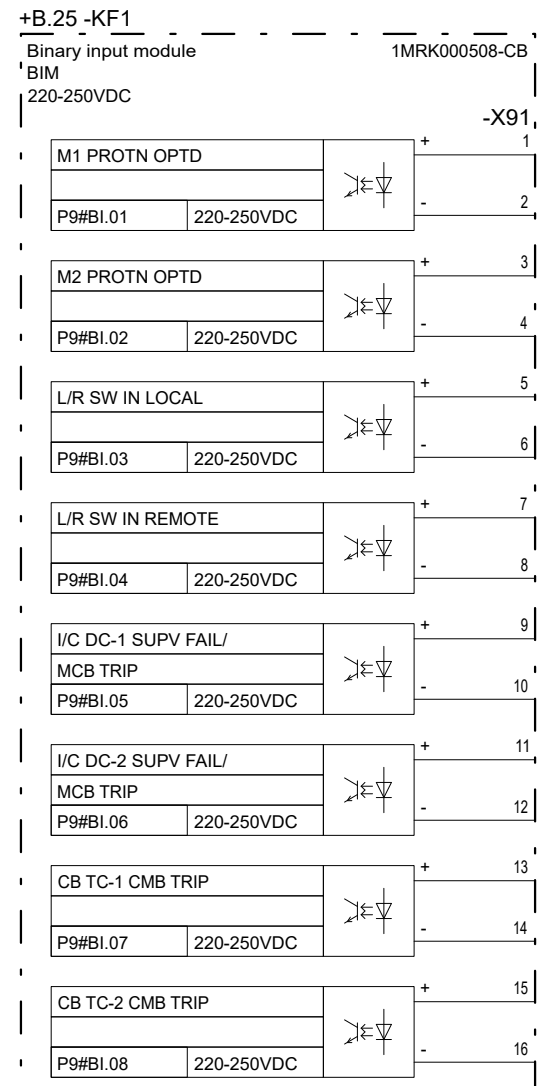 +B.25 -KF1
Binary input module 1MRK000508-CB
BIM
220-250VDC
-X91
+ 1
M1 PROTN OPTD
- 2
P9#BI.01 220-250VDC
+ 3
M2 PROTN OPTD
- 4
P9#BI.02 220-250VDC
+ 5
L/R SW IN LOCAL
- 6
P9#BI.03 220-250VDC
+ 7
L/R SW IN REMOTE
- 8
P9#BI.04 220-250VDC
+ 9
I/C DC-1 SUPV FAIL/
MCB TRIP
- 10
P9#BI.05 220-250VDC
+ 11
I/C DC-2 SUPV FAIL/
MCB TRIP
- 12
P9#BI.06 220-250VDC
+ 13
CB TC-1 CMB TRIP
- 14
P9#BI.07 220-250VDC
+ 15
CB TC-2 CMB TRIP
- 16
P9#BI.08 220-250VDC